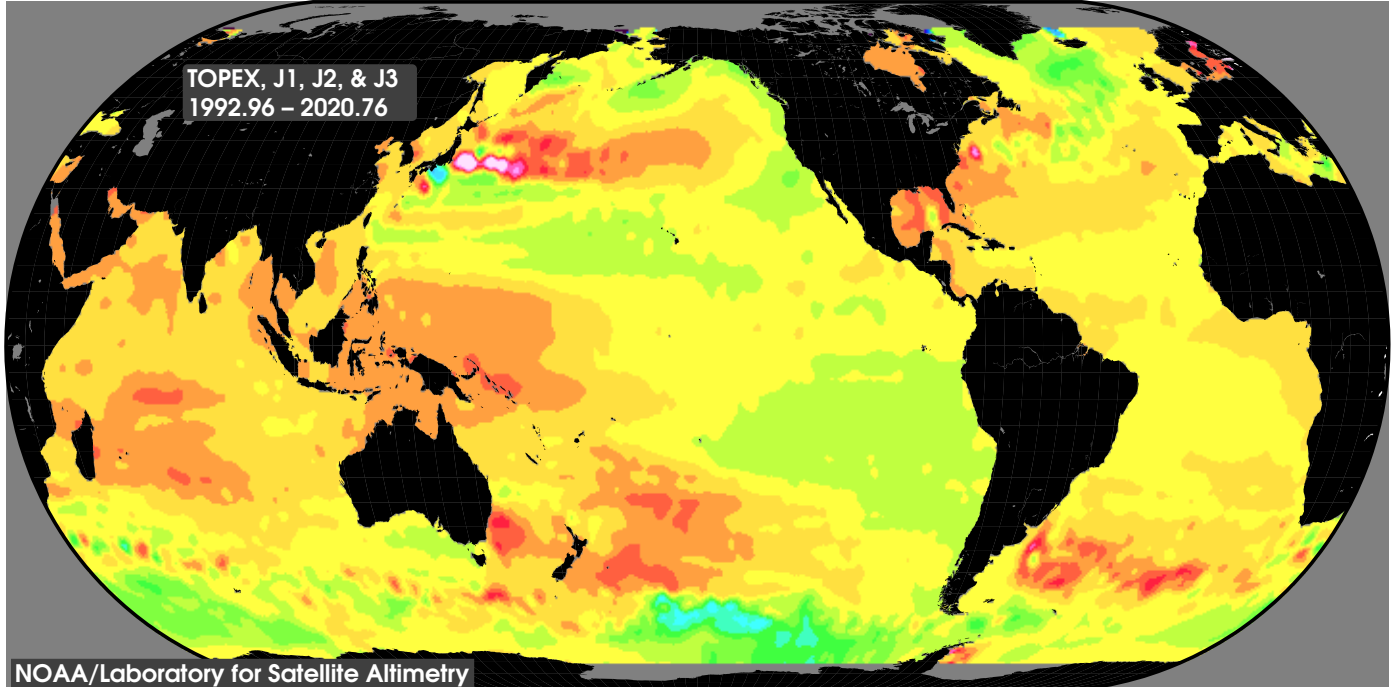 TOPEX, J1, J2, & J3
1992.96 – 2020.76
NOAA/Laboratory for Satellite Altimetry